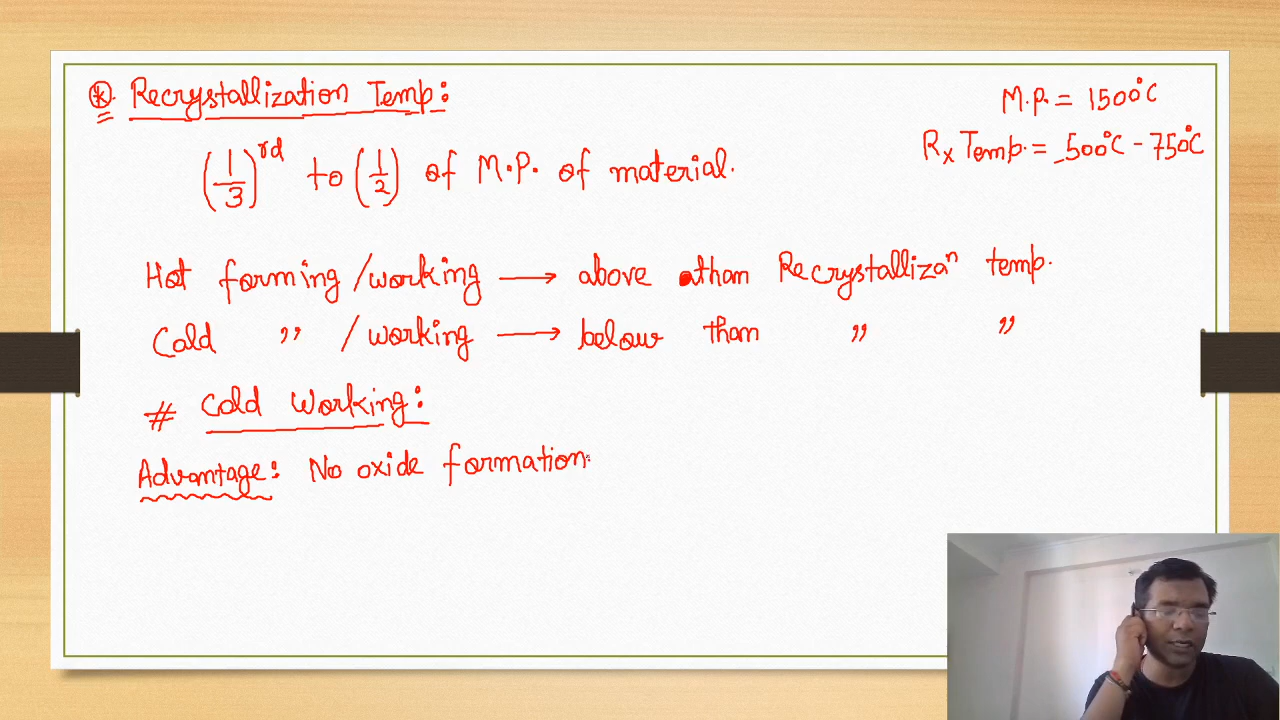 * Recrystallization Temp:
M.P. = 1500°C
Rx Temp. = 500°C - 750°C
(1/3)rd to (1/2) of M.P. of material.
Hot forming/working → above than Recrystallizaⁿ temp.
Cold " /working → below than " "
# Cold Working:
Advantage: No oxide formation